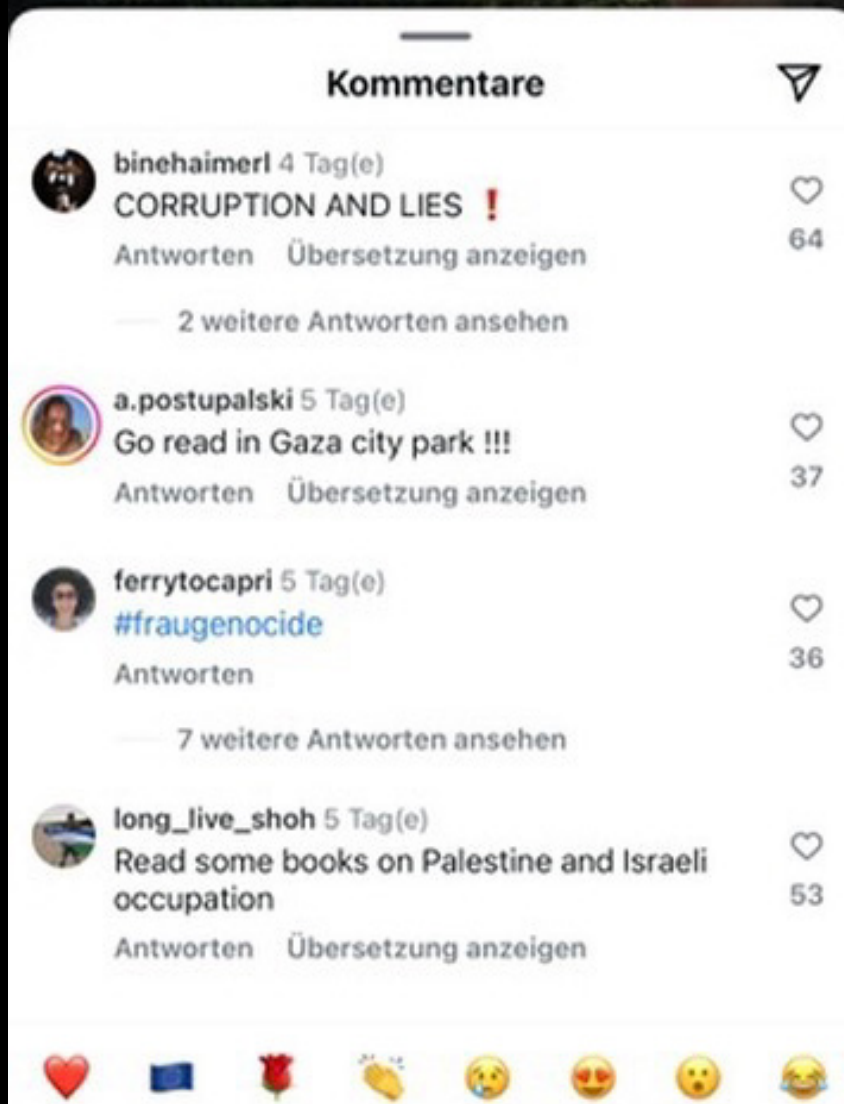 Kommentare
binehaimerl 4 Tag(e)
CORRUPTION AND LIES ❗
64
Antworten Übersetzung anzeigen
2 weitere Antworten ansehen
a.postupalski 5 Tag(e)
Go read in Gaza city park !!!
37
Antworten Übersetzung anzeigen
ferrytocapri 5 Tag(e)
#fraugenocide
36
Antworten
7 weitere Antworten ansehen
long_live_shoh 5 Tag(e)
Read some books on Palestine and Israeli
occupation
53
Antworten Übersetzung anzeigen